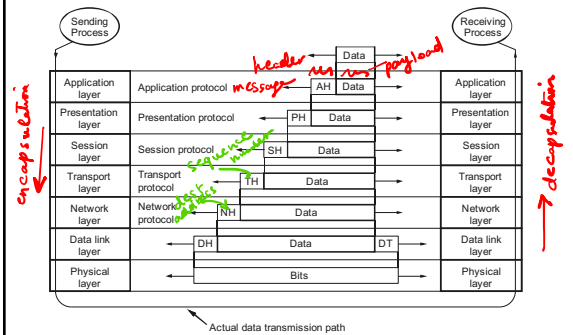 Sending
Process
Receiving
Process
Data
header
payload
Application
layer
Application protocol
message
AH
Data
Application
layer
Presentation
layer
Presentation protocol
PH
Data
Presentation
layer
Session
layer
Session protocol
SH
Data
Session
layer
sequence
number
Transport
layer
Transport
protocol
TH
Data
Transport
layer
dest
address
Network
layer
Network
protocol
NH
Data
Network
layer
Data link
layer
DH
Data
DT
Data link
layer
Physical
layer
Bits
Physical
layer
encapsulation
decapsulation
Actual data transmission path